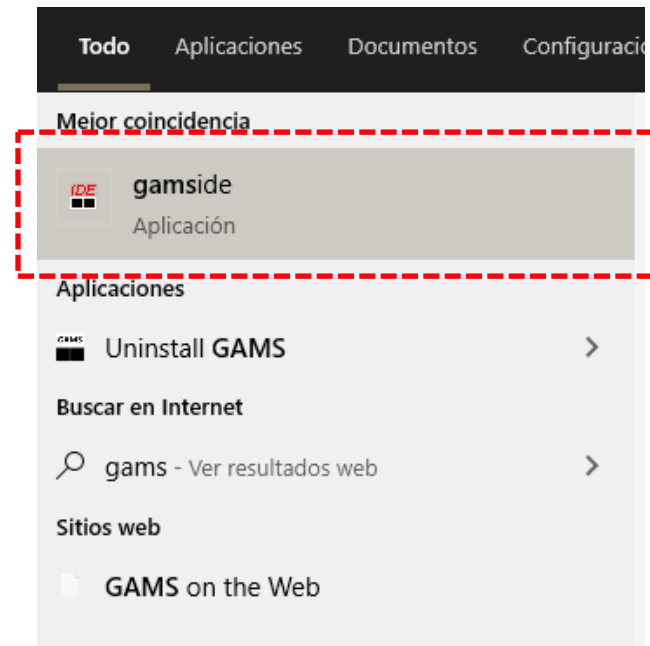 Todo Aplicaciones Documentos Configuracio
Mejor coincidencia
IDE
gamside
Aplicación
Aplicaciones
GAMS
Uninstall GAMS
Buscar en Internet
gams - Ver resultados web
Sitios web
GAMS on the Web